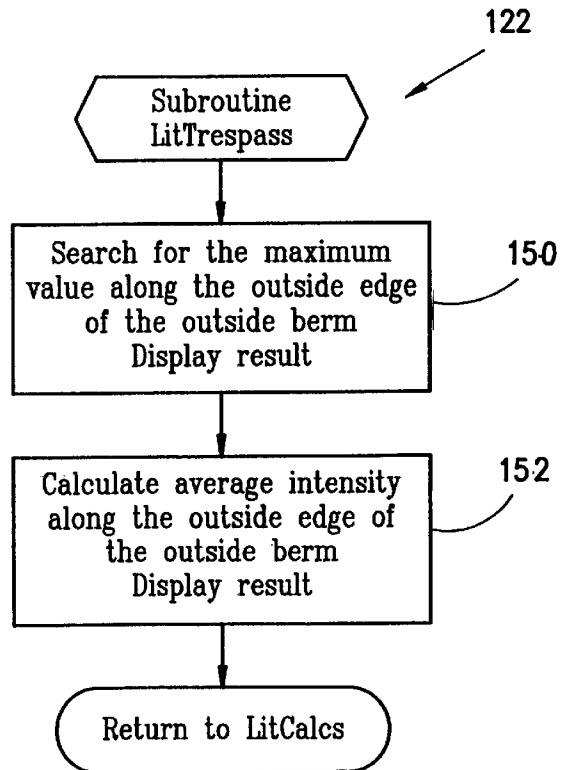 122
Subroutine
LitTrespass
Search for the maximum
value along the outside edge
of the outside berm
Display result
150
Calculate average intensity
along the outside edge of
the outside berm
Display result
152
Return to LitCalcs